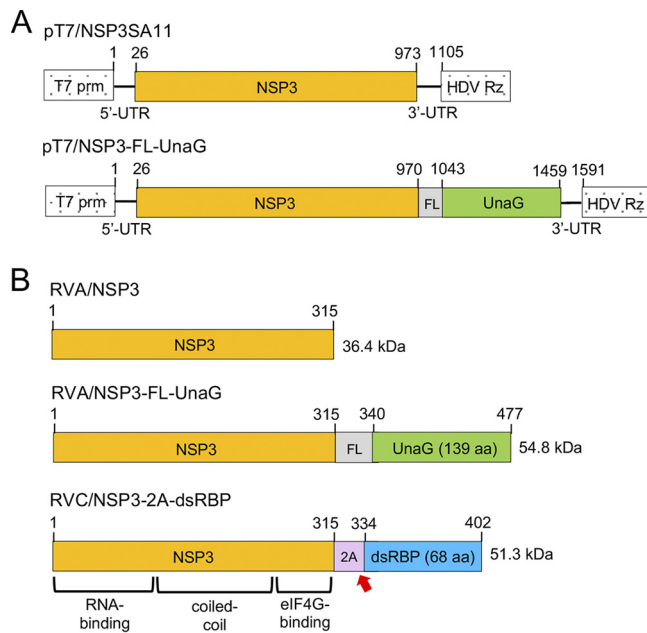 A
pT7/NSP3SA11
1 26 973 1105
T7 prm NSP3 HDV Rz
5'-UTR 3'-UTR
pT7/NSP3-FL-UnaG
1 26 970 1043 1459 1591
T7 prm NSP3 FL UnaG HDV Rz
5'-UTR 3'-UTR
B
RVA/NSP3
1 315
NSP3 36.4 kDa
RVA/NSP3-FL-UnaG
1 315 340 477
NSP3 FL UnaG (139 aa) 54.8 kDa
RVC/NSP3-2A-dsRBP
1 315 334 402
NSP3 2A dsRBP (68 aa) 51.3 kDa
RNA- coiled- eIF4G-
binding coil binding